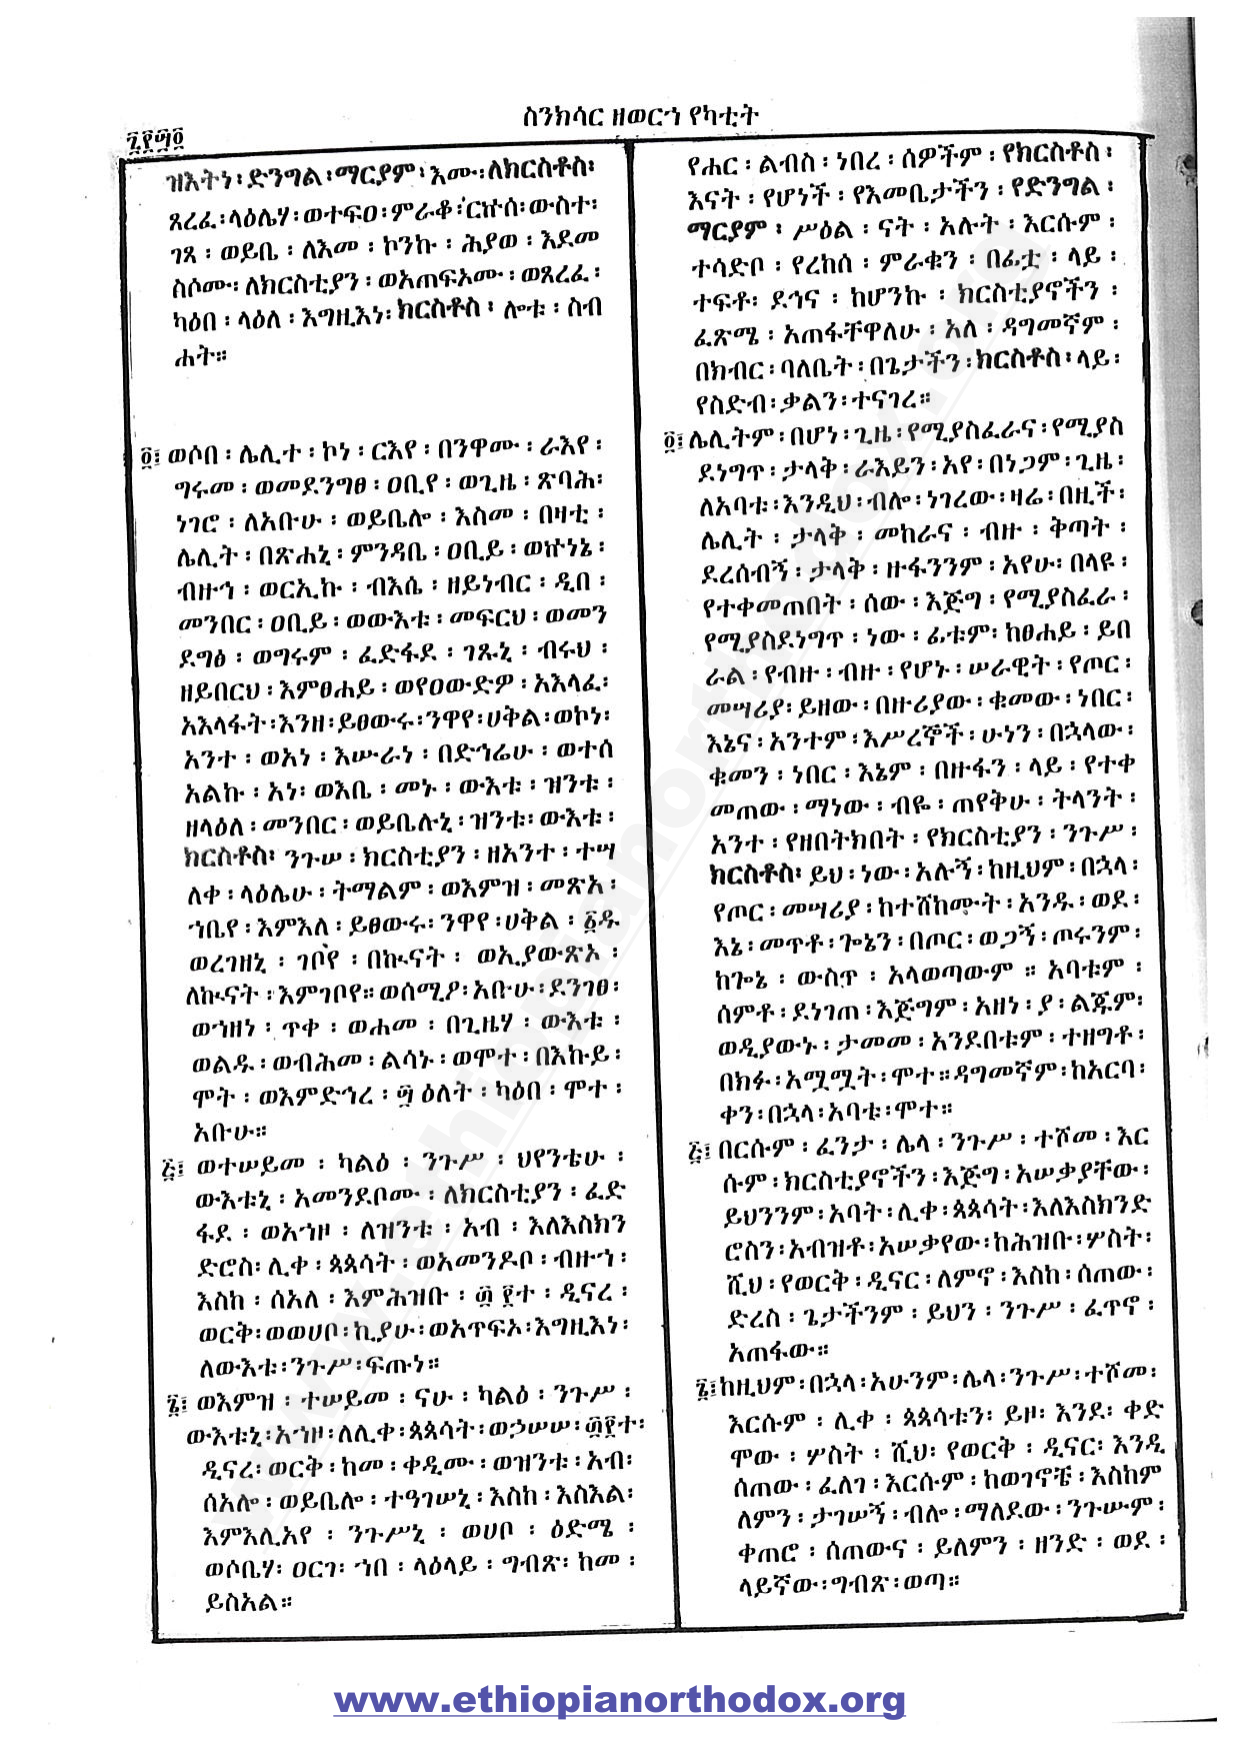 ስንክሳር ዘወርኀ የካቲት
፯፻፵፬
ዝእትነ ፡ ድንግል ፡ ማርያም ፡ እሙ ፡ ለክርስቶስ ፡
ጸረፈ ፡ ላዕሌሃ ፡ ወተፍዐ ፡ ምራቆ ፡ ርኩሰ ፡ ውስተ ፡
ገጻ ፡ ወይቤ ፡ ለእመ ፡ ኮንኩ ፡ ሕያወ ፡ እደመ
ስሶሙ ፡ ለክርስቲያን ፡ ወአጠፍኦሙ ፡ ወጸረፈ ፡
ካዕበ ፡ ላዕለ ፡ እግዚእነ ፡ ክርስቶስ ፡ ሎቱ ፡ ስብ
ሐት ።
፬፤ ወሶበ ፡ ሌሊተ ፡ ኮነ ፡ ርእየ ፡ በንዋሙ ፡ ራእየ ፡
ግሩመ ፡ ወመደንግፀ ፡ ዐቢየ ፡ ወጊዜ ፡ ጽባሕ ፡
ነገሮ ፡ ለአቡሁ ፡ ወይቤሎ ፡ እስመ ፡ በዛቲ ፡
ሌሊት ፡ በጽሐኒ ፡ ምንዳቤ ፡ ዐቢይ ፡ ወኵነኔ ፡
ብዙኅ ፡ ወርኢኩ ፡ ብእሴ ፡ ዘይነብር ፡ ዲበ ፡
መንበር ፡ ዐቢይ ፡ ወውእቱ ፡ መፍርህ ፡ ወመን
ደግፅ ፡ ወግሩም ፡ ፈድፋደ ፡ ገጹኒ ፡ ብሩህ ፡
ዘይበርህ ፡ እምፀሐይ ፡ ወየዐውድዎ ፡ አእላፈ ፡
አእላፋት ፡ እንዘ ፡ ይፀውሩ ፡ ንዋየ ፡ ሀቅል ፡ ወኮነ ፡
አንተ ፡ ወአነ ፡ እሡራነ ፡ በድኅሬሁ ፡ ወተሰ
አልኩ ፡ አነ ፡ ወእቤ ፡ መኑ ፡ ውእቱ ፡ ዝንቱ ፡
ዘላዕለ ፡ መንበር ፡ ወይቤሉኒ ፡ ዝንቱ ፡ ውእቱ ፡
ክርስቶስ ፡ ንጉሠ ፡ ክርስቲያን ፡ ዘአንተ ፡ ተሣ
ለቀ ፡ ላዕሌሁ ፡ ትማልም ፡ ወእምዝ ፡ መጽአ ፡
ኀቤየ ፡ እምእለ ፡ ይፀውሩ ፡ ንዋየ ፡ ሀቅል ፡ ፩ዱ
ወረገዘኒ ፡ ገቦየ ፡ በኲናት ፡ ወኢያውጽኦ ፡
ለኲናት ፡ እምገቦየ ። ወሰሚዖ ፡ አቡሁ ፡ ደንገፀ ፡
ወኀዘነ ፡ ጥቀ ፡ ወሐመ ፡ በጊዜሃ ፡ ውእቱ ፡
ወልዱ ፡ ወብሕመ ፡ ልሳኑ ፡ ወሞተ ፡ በእኩይ ፡
ሞት ፡ ወእምድኅረ ፡ ፵ ዕለት ፡ ካዕበ ፡ ሞተ ፡
አቡሁ ።
፭፤ ወተሠይመ ፡ ካልዕ ፡ ንጉሥ ፡ ህየንቴሁ ፡
ውእቱኒ ፡ አመንደቦሙ ፡ ለክርስቲያን ፡ ፈድ
ፋደ ፡ ወአኀዞ ፡ ለዝንቱ ፡ አብ ፡ እለእስክን
ድሮስ ፡ ሊቀ ፡ ጳጳሳት ፡ ወአመንዶቦ ፡ ብዙኀ ፡
እስከ ፡ ሰአለ ፡ እምሕዝቡ ፡ ፴ ፻ተ ፡ ዲናረ ፡
ወርቅ ፡ ወወሀቦ ፡ ኪያሁ ፡ ወአጥፍኦ ፡ እግዚእነ ፡
ለውእቱ ፡ ንጉሥ ፡ ፍጡነ ።
፮፤ ወእምዝ ፡ ተሠይመ ፡ ናሁ ፡ ካልዕ ፡ ንጉሥ ፡
ውእቱኒ ፡ አኀዞ ፡ ለሊቀ ፡ ጳጳሳት ፡ ወኃሠሠ ፡ ፴፻ተ ፡
ዲናረ ፡ ወርቅ ፡ ከመ ፡ ቀዲሙ ፡ ወዝንቱ ፡ አብ ፡
ሰአሎ ፡ ወይቤሎ ፡ ተዓገሠኒ ፡ እስከ ፡ እስእል ፡
እምእሊአየ ፡ ንጉሥኒ ፡ ወሀቦ ፡ ዕድሜ ፡
ወሶቤሃ ፡ ዐርገ ፡ ኀበ ፡ ላዕላይ ፡ ግብጽ ፡ ከመ ፡
ይስአል ።
የሐር ፡ ልብስ ፡ ነበረ ፡ ሰዎችም ፡ የክርስቶስ ፡
እናት ፡ የሆነች ፡ የእመቤታችን ፡ የድንግል ፡
ማርያም ፡ ሥዕል ፡ ናት ፡ አሉት ፡ እርሱም ፡
ተሳድቦ ፡ የረከሰ ፡ ምራቁን ፡ በፊቷ ፡ ላይ ፡
ተፍቶ ፡ ደኅና ፡ ከሆንኩ ፡ ክርስቲያኖችን ፡
ፈጽሜ ፡ አጠፋቸዋለሁ ፡ አለ ፡ ዳግመኛም ፡
በክብር ፡ ባለቤት ፡ በጌታችን ፡ ክርስቶስ ፡ ላይ ፡
የስድብ ፡ ቃልን ፡ ተናገረ ።
፬፤ ሌሊትም ፡ በሆነ ፡ ጊዜ ፡ የሚያስፈራና ፡ የሚያስ
ደነግጥ ፡ ታላቅ ፡ ራእይን ፡ አየ ፡ በነጋም ፡ ጊዜ ፡
ለአባቱ ፡ እንዲህ ፡ ብሎ ፡ ነገረው ፡ ዛሬ ፡ በዚች ፡
ሌሊት ፡ ታላቅ ፡ መከራና ፡ ብዙ ፡ ቅጣት ፡
ደረሰብኝ ፡ ታላቅ ፡ ዙፋንንም ፡ አየሁ ፡ በላዩ ፡
የተቀመጠበት ፡ ሰው ፡ እጅግ ፡ የሚያስፈራ ፡
የሚያስደነግጥ ፡ ነው ፡ ፊቱም ፡ ከፀሐይ ፡ ይበ
ራል ፡ የብዙ ፡ ብዙ ፡ የሆኑ ፡ ሠራዊት ፡ የጦር ፡
መሣሪያ ፡ ይዘው ፡ በዙሪያው ፡ ቁመው ፡ ነበር ፡
እኔና ፡ አንተም ፡ እሥረኞች ፡ ሁነን ፡ በኋላው ፡
ቁመን ፡ ነበር ፡ እኔም ፡ በዙፋን ፡ ላይ ፡ የተቀ
መጠው ፡ ማነው ፡ ብዬ ፡ ጠየቅሁ ፡ ትላንት ፡
አንተ ፡ የዘበትክበት ፡ የክርስቲያን ፡ ንጉሥ ፡
ክርስቶስ ፡ ይህ ፡ ነው ፡ አሉኝ ፡ ከዚህም ፡ በኋላ ፡
የጦር ፡ መሣሪያ ፡ ከተሸከሙት ፡ አንዱ ፡ ወደ ፡
እኔ ፡ መጥቶ ፡ ጐኔን ፡ በጦር ፡ ወጋኝ ፡ ጦሩንም ፡
ከጐኔ ፡ ውስጥ ፡ አላወጣውም ። አባቱም ፡
ሰምቶ ፡ ደነገጠ ፡ እጅግም ፡ አዘነ ፡ ያ ፡ ልጁም ፡
ወዲያውኑ ፡ ታመመ ፡ አንደበቱም ፡ ተዘግቶ ፡
በክፉ ፡ አሟሟት ፡ ሞተ ። ዳግመኛም ፡ ከአርባ ፡
ቀን ፡ በኋላ ፡ አባቱ ፡ ሞተ ።
፭፤ በርሱም ፡ ፈንታ ፡ ሌላ ፡ ንጉሥ ፡ ተሾመ ፡ እር
ሱም ፡ ክርስቲያኖችን ፡ እጅግ ፡ አሠቃያቸው ፡
ይህንንም ፡ አባት ፡ ሊቀ ፡ ጳጳሳት ፡ እለእስክንድ
ሮስን ፡ አብዝቶ ፡ አሠቃየው ፡ ከሕዝቡ ፡ ሦስት ፡
ሺህ ፡ የወርቅ ፡ ዲናር ፡ ለምኖ ፡ እስከ ፡ ሰጠው ፡
ድረስ ፡ ጌታችንም ፡ ይህን ፡ ንጉሥ ፡ ፈጥኖ ፡
አጠፋው ።
፮፤ ከዚህም ፡ በኋላ ፡ አሁንም ፡ ሌላ ፡ ንጉሥ ፡ ተሾመ ፡
እርሱም ፡ ሊቀ ፡ ጳጳሳቱን ፡ ይዞ ፡ እንደ ፡ ቀድ
ሞው ፡ ሦስት ፡ ሺህ ፡ የወርቅ ፡ ዲናር ፡ እንዲ
ሰጠው ፡ ፈለገ ፡ እርሱም ፡ ከወገኖቼ ፡ እስከም
ለምን ፡ ታገሠኝ ፡ ብሎ ፡ ማለደው ፡ ንጉሡም ፡
ቀጠሮ ፡ ሰጠውና ፡ ይለምን ፡ ዘንድ ፡ ወደ ፡
ላይኛው ፡ ግብጽ ፡ ወጣ ።
www.ethiopianorthodox.org